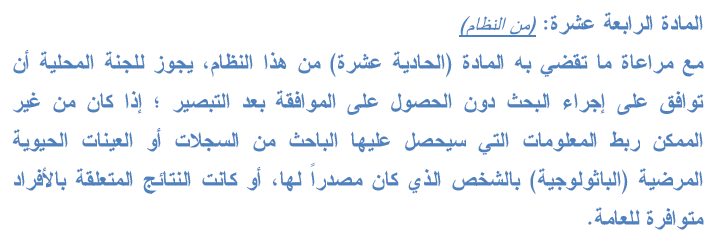 المادة الرابعة عشرة: (من النظام)
مع مراعاة ما تقضي به المادة (الحادية عشرة) من هذا النظام، يجوز للجنة المحلية أن
توافق على إجراء البحث دون الحصول على الموافقة بعد التبصير ؛ إذا كان من غير
الممكن ربط المعلومات التي سيحصل عليها الباحث من السجلات أو العينات الحيوية
المرضية (الباثولوجية) بالشخص الذي كان مصدراً لها، أو كانت النتائج المتعلقة بالأفراد
متوافرة للعامة.